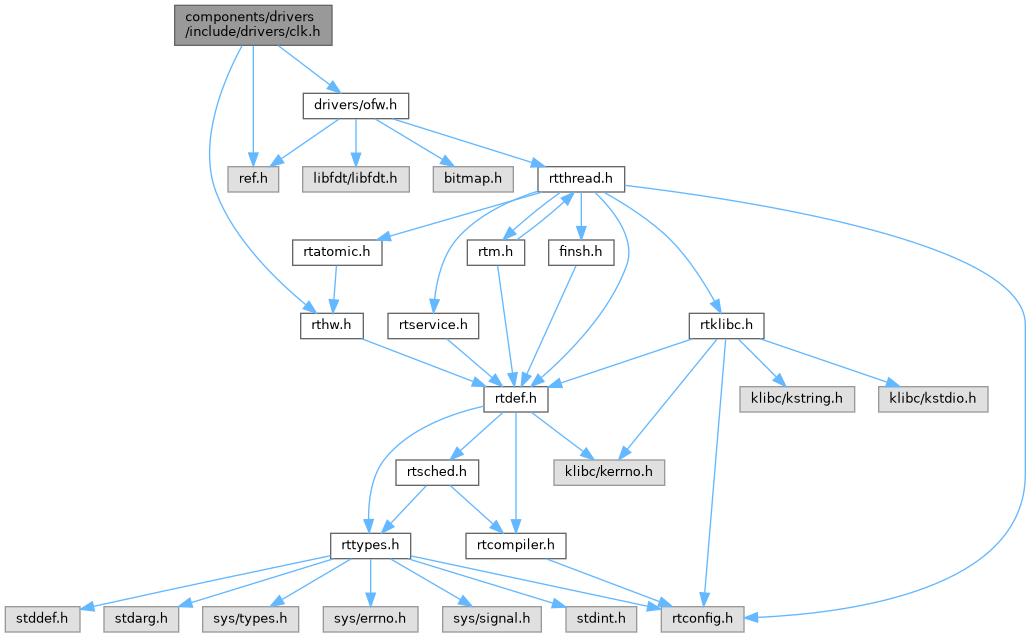 components/drivers
/include/drivers/clk.h
drivers/ofw.h
ref.h
libfdt/libfdt.h
bitmap.h
rtthread.h
rtatomic.h
rtm.h
finsh.h
rthw.h
rtservice.h
rtklibc.h
rtdef.h
klibc/kstring.h
klibc/kstdio.h
rtsched.h
klibc/kerrno.h
rttypes.h
rtcompiler.h
stddef.h
stdarg.h
sys/types.h
sys/errno.h
sys/signal.h
stdint.h
rtconfig.h